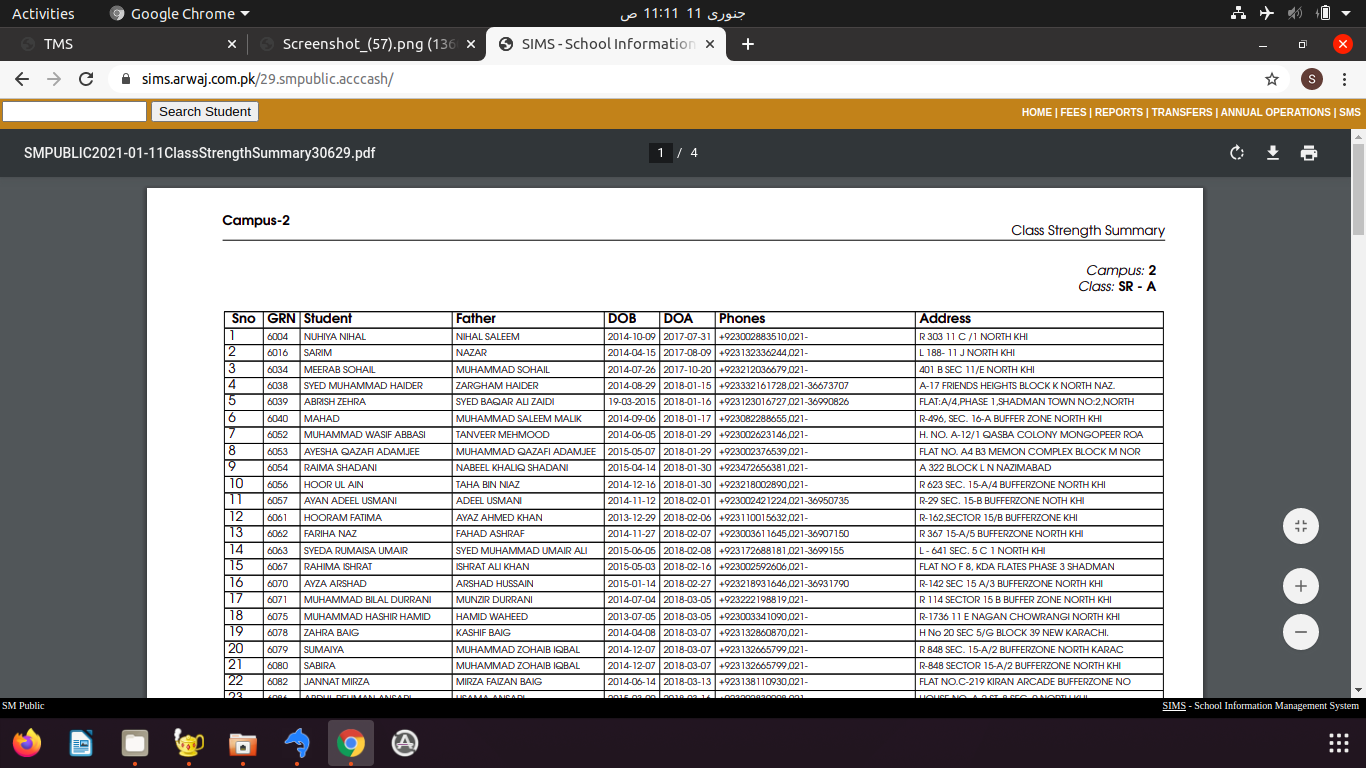 Activities Google Chrome جنوری 11 11:11 ص
TMS Screenshot_(57).png (136 SIMS - School Information
sims.arwaj.com.pk/29.smpublic.acccash/ S
Search Student HOME | FEES | REPORTS | TRANSFERS | ANNUAL OPERATIONS | SMS
SMPUBLIC2021-01-11ClassStrengthSummary30629.pdf 1 / 4
Campus-2
Class Strength Summary
Campus: 2
Class: SR - A
Sno GRN Student Father DOB DOA Phones Address
1 6004 NUHIYA NIHAL NIHAL SALEEM 2014-10-09 2017-07-31 +923002883510,021- R 303 11 C /1 NORTH KHI
2 6016 SARIM NAZAR 2014-04-15 2017-08-09 +923132336244,021- L 188- 11 J NORTH KHI
3 6034 MEERAB SOHAIL MUHAMMAD SOHAIL 2014-07-26 2017-10-20 +923212036679,021- 401 B SEC 11/E NORTH KHI
4 6038 SYED MUHAMMAD HAIDER ZARGHAM HAIDER 2014-08-29 2018-01-15 +923332161728,021-36673707 A-17 FRIENDS HEIGHTS BLOCK K NORTH NAZ.
5 6039 ABRISH ZEHRA SYED BAQAR ALI ZAIDI 19-03-2015 2018-01-16 +923123016727,021-36990826 FLAT:A/4,PHASE 1,SHADMAN TOWN NO:2,NORTH
6 6040 MAHAD MUHAMMAD SALEEM MALIK 2014-09-06 2018-01-17 +923082288655,021- R-496, SEC. 16-A BUFFER ZONE NORTH KHI
7 6052 MUHAMMAD WASIF ABBASI TANVEER MEHMOOD 2014-06-05 2018-01-29 +923002623146,021- H. NO. A-12/1 QASBA COLONY MONGOPEER ROA
8 6053 AYESHA QAZAFI ADAMJEE MUHAMMAD QAZAFI ADAMJEE 2015-05-07 2018-01-29 +923002376539,021- FLAT NO. A4 B3 MEMON COMPLEX BLOCK M NOR
9 6054 RAIMA SHADANI NABEEL KHALIQ SHADANI 2015-04-14 2018-01-30 +923472656381,021- A 322 BLOCK L N NAZIMABAD
10 6056 HOOR UL AIN TAHA BIN NIAZ 2014-12-16 2018-01-30 +923218002890,021- R 623 SEC. 15-A/4 BUFFERZONE NORTH KHI
11 6057 AYAN ADEEL USMANI ADEEL USMANI 2014-11-12 2018-02-01 +923002421224,021-36950735 R-29 SEC. 15-B BUFFERZONE NOTH KHI
12 6061 HOORAM FATIMA AYAZ AHMED KHAN 2013-12-29 2018-02-06 +923110015632,021- R-162,SECTOR 15/B BUFFERZONE KHI
13 6062 FARIHA NAZ FAHAD ASHRAF 2014-11-27 2018-02-07 +923003611645,021-36907150 R 367 15-A/5 BUFFERZONE NORTH KHI
14 6063 SYEDA RUMAISA UMAIR SYED MUHAMMAD UMAIR ALI 2015-06-05 2018-02-08 +923172688181,021-3699155 L - 641 SEC. 5 C 1 NORTH KHI
15 6067 RAHIMA ISHRAT ISHRAT ALI KHAN 2015-05-03 2018-02-16 +923002592606,021- FLAT NO F 8, KDA FLATES PHASE 3 SHADMAN
16 6070 AYZA ARSHAD ARSHAD HUSSAIN 2015-01-14 2018-02-27 +923218931646,021-36931790 R-142 SEC 15 A/3 BUFFERZONE NORTH KHI
17 6071 MUHAMMAD BILAL DURRANI MUNZIR DURRANI 2014-07-04 2018-03-05 +923222198819,021- R 114 SECTOR 15 B BUFFER ZONE NORTH KHI
18 6075 MUHAMMAD HASHIR HAMID HAMID WAHEED 2013-07-05 2018-03-05 +923003341090,021- R-1736 11 E NAGAN CHOWRANGI NORTH KHI
19 6078 ZAHRA BAIG KASHIF BAIG 2014-04-08 2018-03-07 +923132860870,021- H No 20 SEC 5/G BLOCK 39 NEW KARACHI.
20 6079 SUMAIYA MUHAMMAD ZOHAIB IQBAL 2014-12-07 2018-03-07 +923132665799,021- R 848 SEC. 15-A/2 BUFFERZONE NORTH KARAC
21 6080 SABIRA MUHAMMAD ZOHAIB IQBAL 2014-12-07 2018-03-07 +923132665799,021- R-848 SECTOR 15-A/2 BUFFERZONE NORTH KHI
22 6082 JANNAT MIRZA MIRZA FAIZAN BAIG 2014-06-14 2018-03-13 +923138110930,021- FLAT NO.C-219 KIRAN ARCADE BUFFERZONE NO
SM Public SIMS - School Information Management System